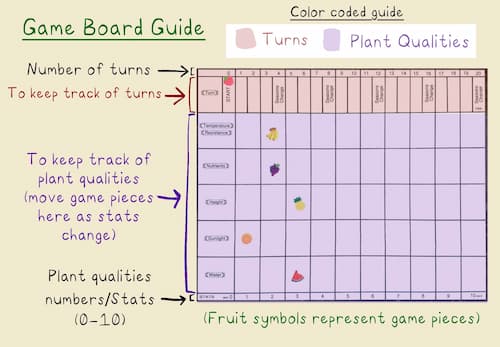 Color coded guide
Game Board Guide
Turns
Plant Qualities
Number of turns
0 1 2 3 4 5 6 7 8 9 10 11 12 13 14 15 16 17 18 19 20
To keep track of turns
Turn
START
Seasons Change
Seasons Change
Seasons Change
Seasons Change
Seasons Change
Temperature
Resistance
To keep track of
plant qualities
(move game pieces
here as stats
change)
Nutrients
Height
Sunlight
Water
Plant qualities
numbers/Stats
(0-10)
STATS
0 1 2 3 4 5 6 7 8 9 10
(Fruit symbols represent game pieces)